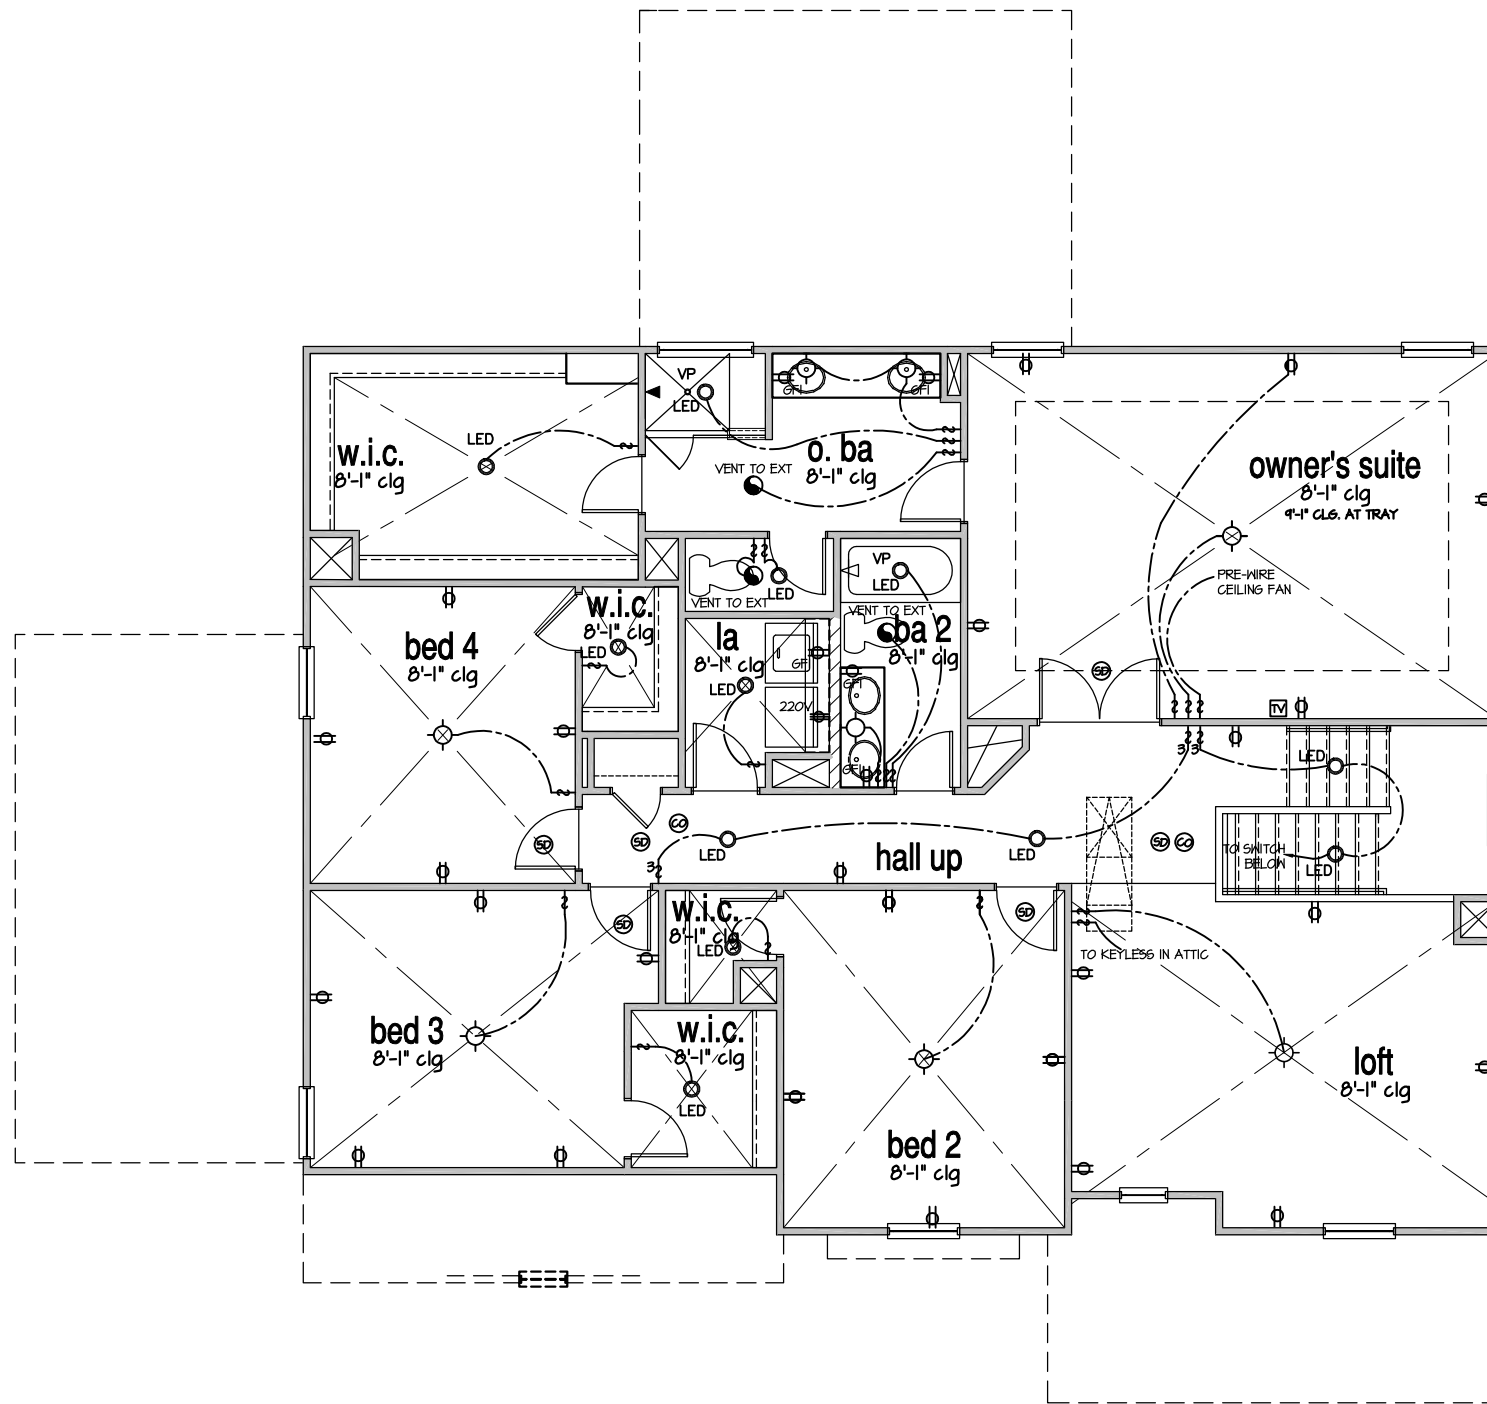 VP
LED
GFI
GFI
LED
w.i.c.
8'-1" clg
o. ba
8'-1" clg
VENT TO EXT
owner's suite
8'-1" clg
9'-1" CLG. AT TRAY
PRE-WIRE
CEILING FAN
VP
LED
LED
VENT TO EXT
VENT TO EXT
w.i.c.
8'-1" clg
LED
bed 4
8'-1" clg
la
8'-1" clg
LED
GFI
220V
ba 2
8'-1" clg
GFI
GFI
SD
TV
3 3
LED
CO
SD
SD
LED
LED
3
hall up
SD
CO
TO SWITCH
BELOW
LED
w.i.c.
8'-1" clg
LED
SD
SD
TO KEYLESS IN ATTIC
bed 3
8'-1" clg
w.i.c.
8'-1" clg
LED
loft
8'-1" clg
bed 2
8'-1" clg